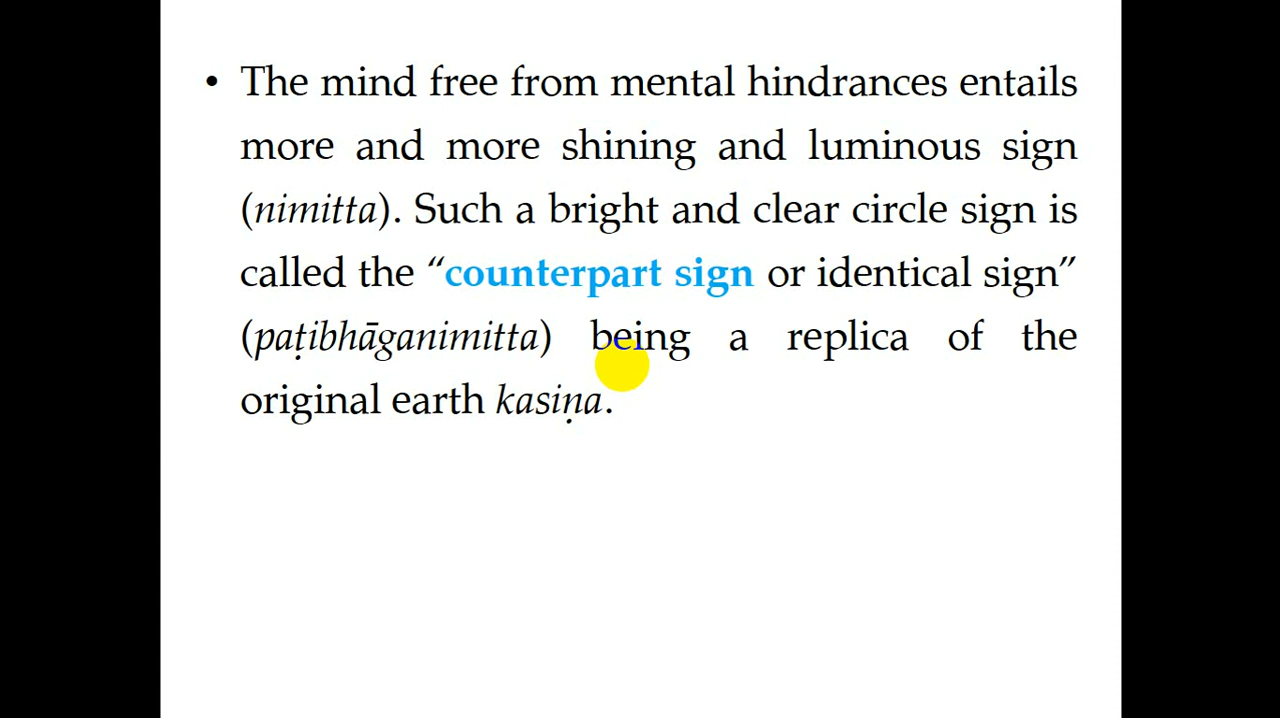 • The mind free from mental hindrances entails
more and more shining and luminous sign
(nimitta). Such a bright and clear circle sign is
called the “counterpart sign or identical sign”
(paṭibhāganimitta) being a replica of the
original earth kasiṇa.